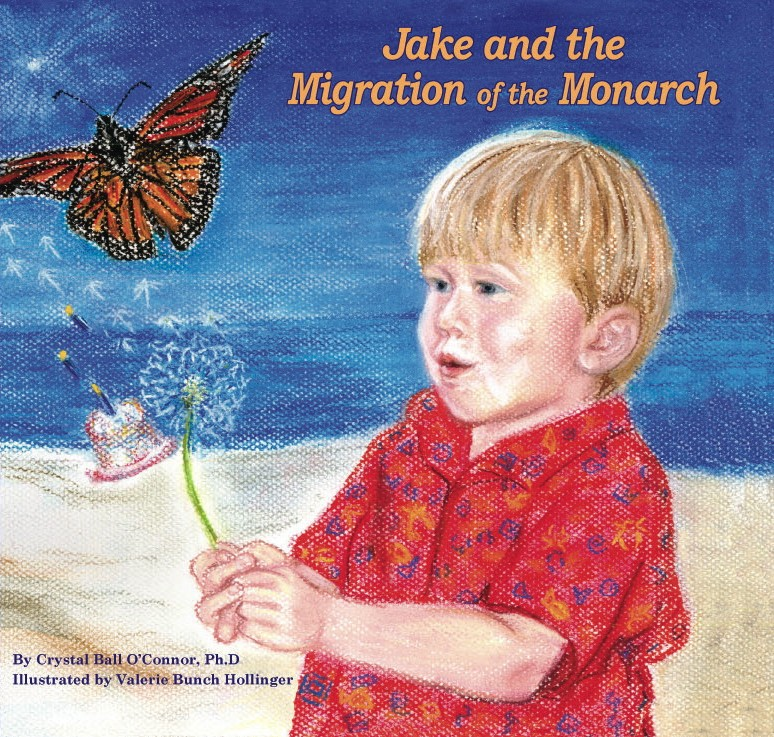 Jake and the
Migration of the Monarch
By Crystal Ball O'Connor, Ph.D
Illustrated by Valerie Bunch Hollinger